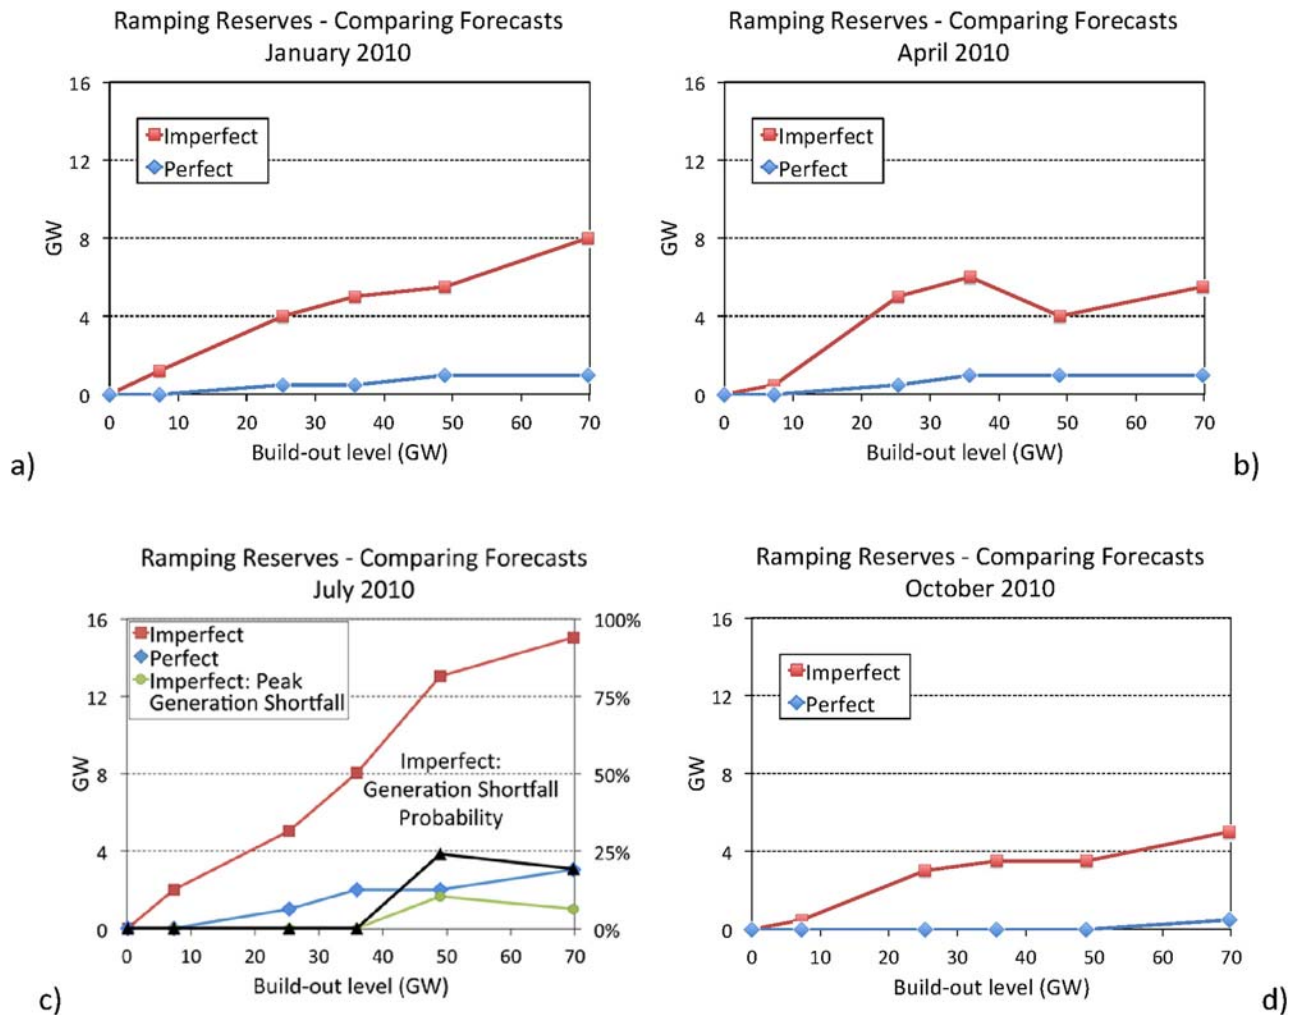 Ramping Reserves - Comparing Forecasts
January 2010
16
12
8
4
0
GW
Imperfect
Perfect
0 10 20 30 40 50 60 70
Build-out level (GW)
a)
Ramping Reserves - Comparing Forecasts
April 2010
16
12
8
4
0
GW
Imperfect
Perfect
0 10 20 30 40 50 60 70
Build-out level (GW)
b)
Ramping Reserves - Comparing Forecasts
July 2010
16
12
8
4
0
GW
Imperfect
Perfect
Imperfect: Peak
Generation Shortfall
Imperfect:
Generation Shortfall
Probability
100%
75%
50%
25%
0%
0 10 20 30 40 50 60 70
Build-out level (GW)
c)
Ramping Reserves - Comparing Forecasts
October 2010
16
12
8
4
0
GW
Imperfect
Perfect
0 10 20 30 40 50 60 70
Build-out level (GW)
d)